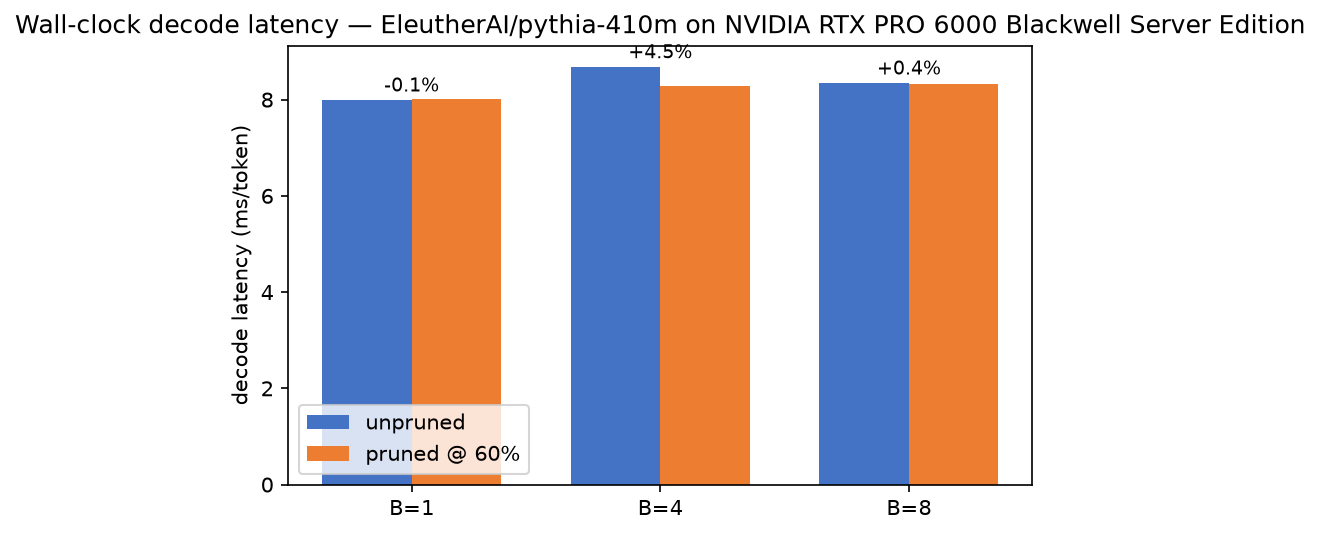 Wall-clock decode latency — EleutherAI/pythia-410m on NVIDIA RTX PRO 6000 Blackwell Server Edition
+4.5%
+0.4%
-0.1%
decode latency (ms/token)
8
6
4
2
0
unpruned
pruned @ 60%
B=1 B=4 B=8